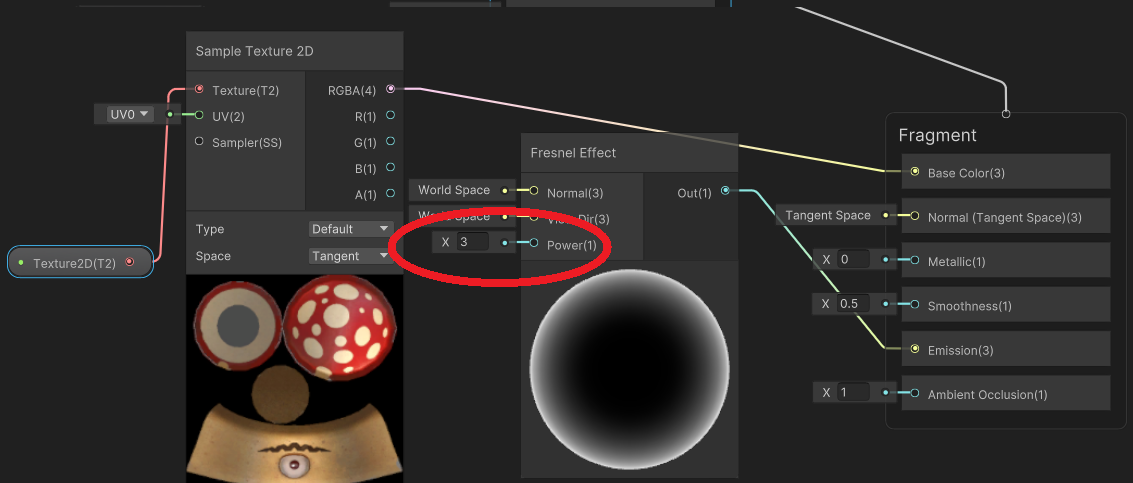 Sample Texture 2D
Texture(T2)
RGBA(4)
UV0
UV(2)
R(1)
Sampler(SS)
G(1)
B(1)
A(1)
Type
Default
Space
Tangent
Texture2D(T2)
Fresnel Effect
World Space
Normal(3)
Out(1)
World Space
View Dir(3)
X 3
Power(1)
Fragment
Base Color(3)
Tangent Space
Normal (Tangent Space)(3)
X 0
Metallic(1)
X 0.5
Smoothness(1)
Emission(3)
X 1
Ambient Occlusion(1)